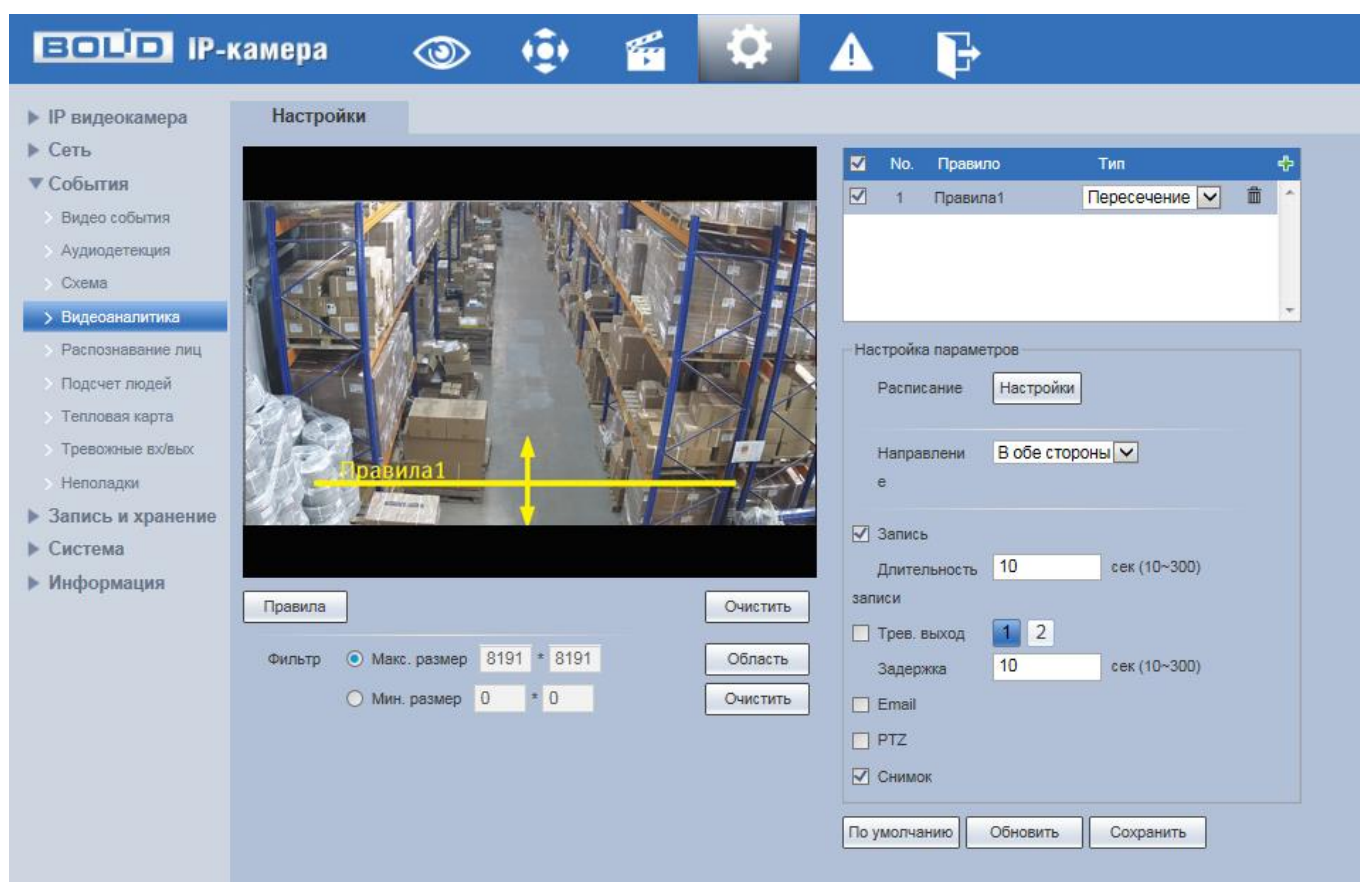 BOLID IP-камера
IP видеокамера
Сеть
События
Видео события
Аудиодетекция
Схема
Видеоаналитика
Распознавание лиц
Подсчет людей
Тепловая карта
Тревожные вх/вых
Неполадки
Запись и хранение
Система
Информация
Настройки
Правила1
Правила
Очистить
Фильтр Макс. размер 8191 * 8191 Область
Мин. размер 0 * 0 Очистить
No. Правило Тип
1 Правила1 Пересечение
Настройка параметров
Расписание Настройки
Направлени В обе стороны
е
Запись
Длительность 10 сек (10~300)
записи
Трев. выход 1 2
Задержка 10 сек (10~300)
Email
PTZ
Снимок
По умолчанию Обновить Сохранить